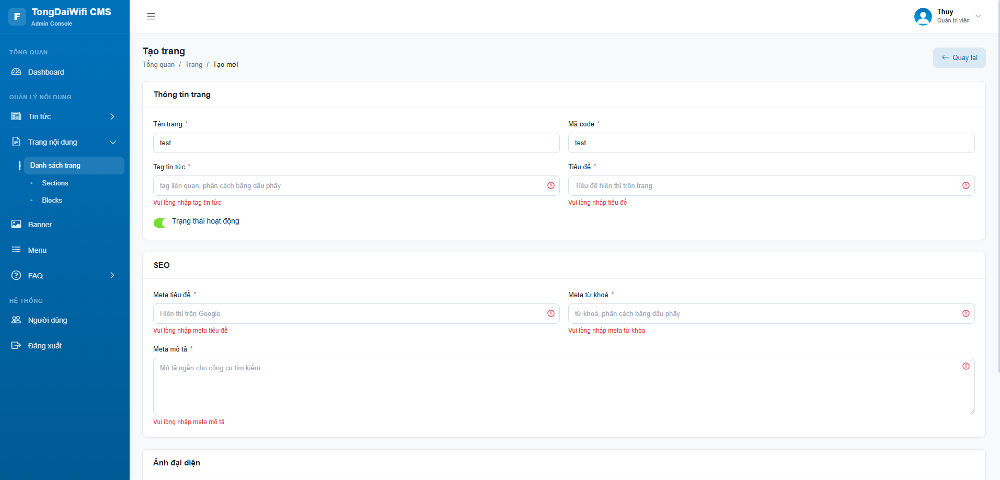 F
TongDaiWifi CMS
Admin Console
Thuy
Quản trị viên
TỔNG QUAN
Dashboard
QUẢN LÝ NỘI DUNG
Tin tức
Trang nội dung
Danh sách trang
Sections
Blocks
Banner
Menu
FAQ
HỆ THỐNG
Người dùng
Đăng xuất
Tạo trang
Tổng quan / Trang / Tạo mới
← Quay lại
Thông tin trang
Tên trang * Mã code *
test test
Tag tin tức * Tiêu đề *
tag liên quan, phân cách bằng dấu phẩy Tiêu đề hiển thị trên trang
Vui lòng nhập tag tin tức Vui lòng nhập tiêu đề
Trạng thái hoạt động
SEO
Meta tiêu đề * Meta từ khoá *
Hiển thị trên Google từ khoá, phân cách bằng dấu phẩy
Vui lòng nhập meta tiêu đề Vui lòng nhập meta từ khóa
Meta mô tả *
Mô tả ngắn cho công cụ tìm kiếm
Vui lòng nhập meta mô tả
Ảnh đại diện